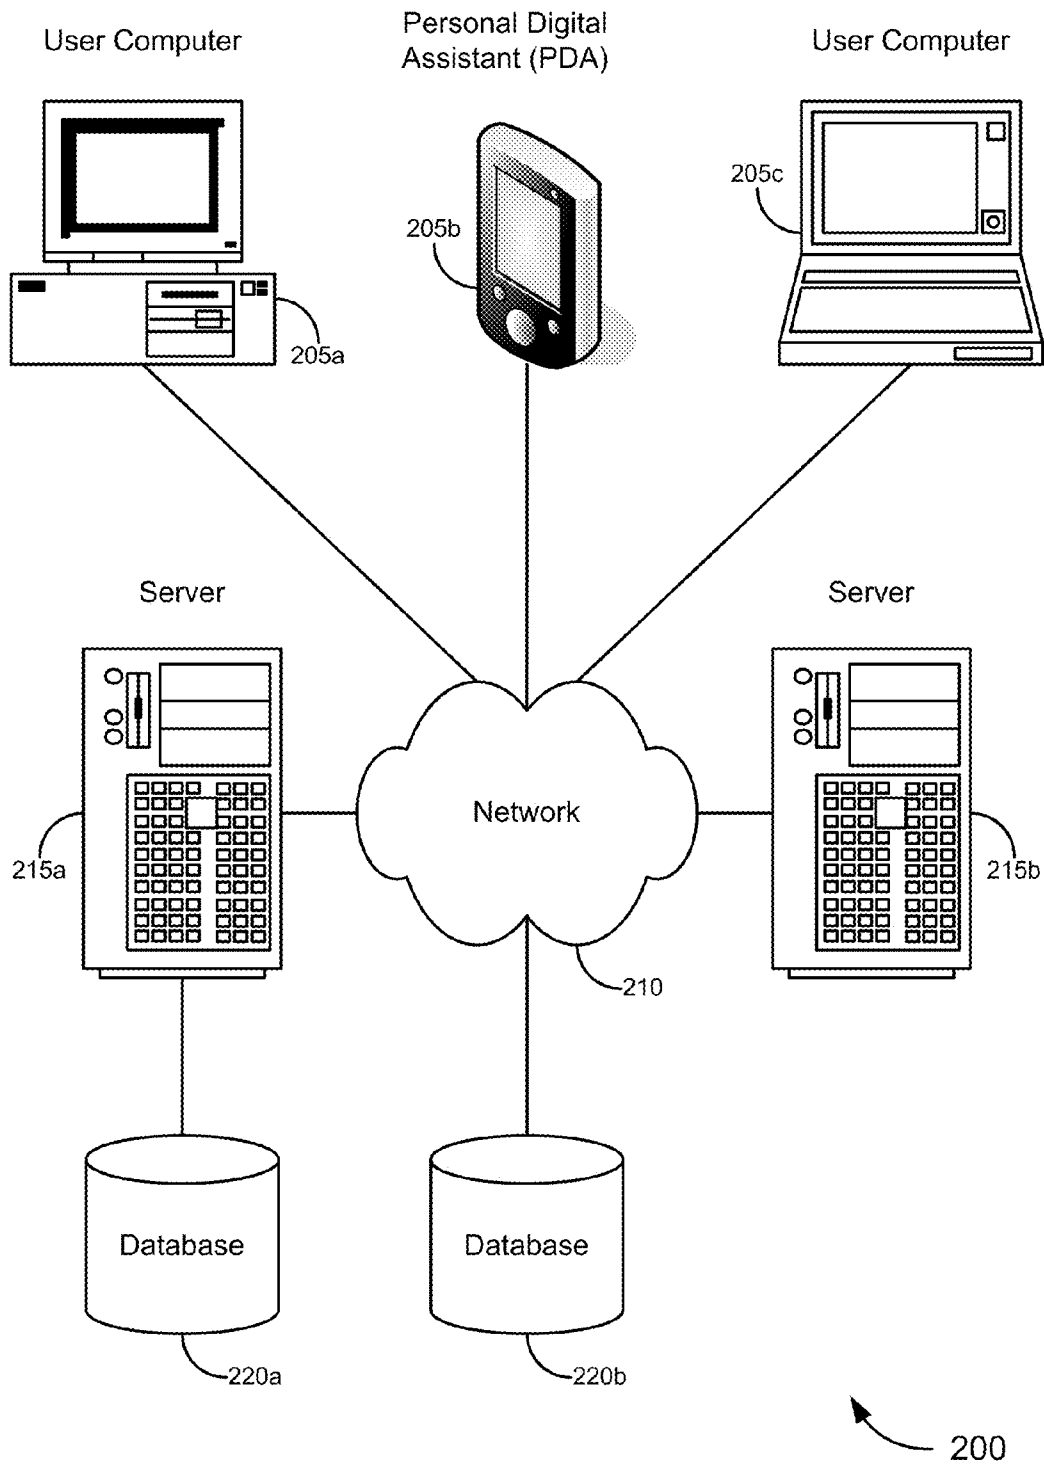 User Computer
Personal Digital
Assistant (PDA)
User Computer
205a
205b
205c
Server
Server
Network
215a
215b
210
Database
Database
220a
220b
200